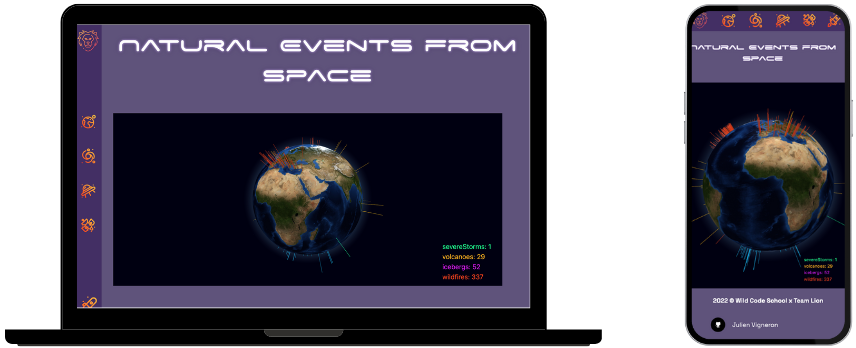 NATURAL EVENTS FROM
SPACE
severeStorms: 1
volcanoes: 29
icebergs: 52
wildfires: 337
NATURAL EVENTS FROM
SPACE
severeStorms: 1
volcanoes: 29
icebergs: 52
wildfires: 337
2022 © Wild Code School x Team Lion
Julien Vigneron